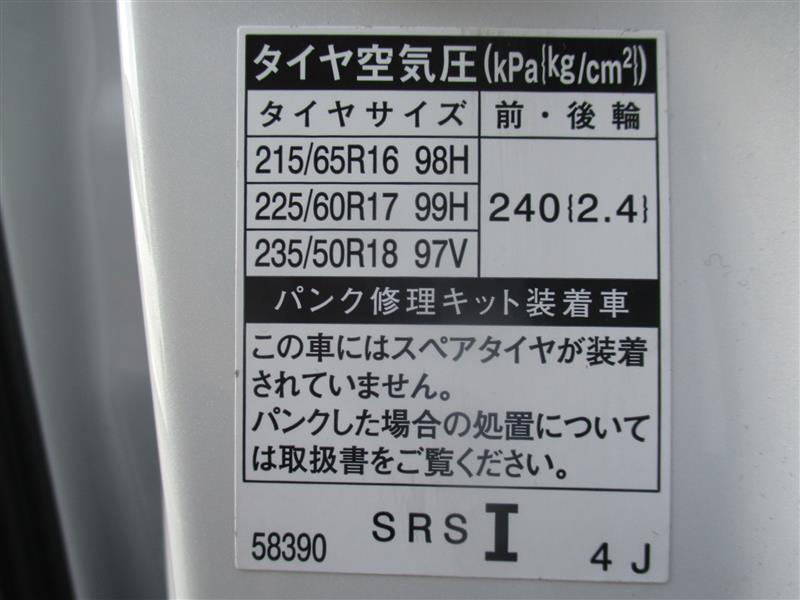 タイヤ空気圧(kPa{kg/cm²})
タイヤサイズ 前・後輪
215/65R16 98H
225/60R17 99H 240{2.4}
235/50R18 97V
パンク修理キット装着車
この車にはスペアタイヤが装着
されていません。
パンクした場合の処置について
は取扱書をご覧ください。
58390 SRS I 4J